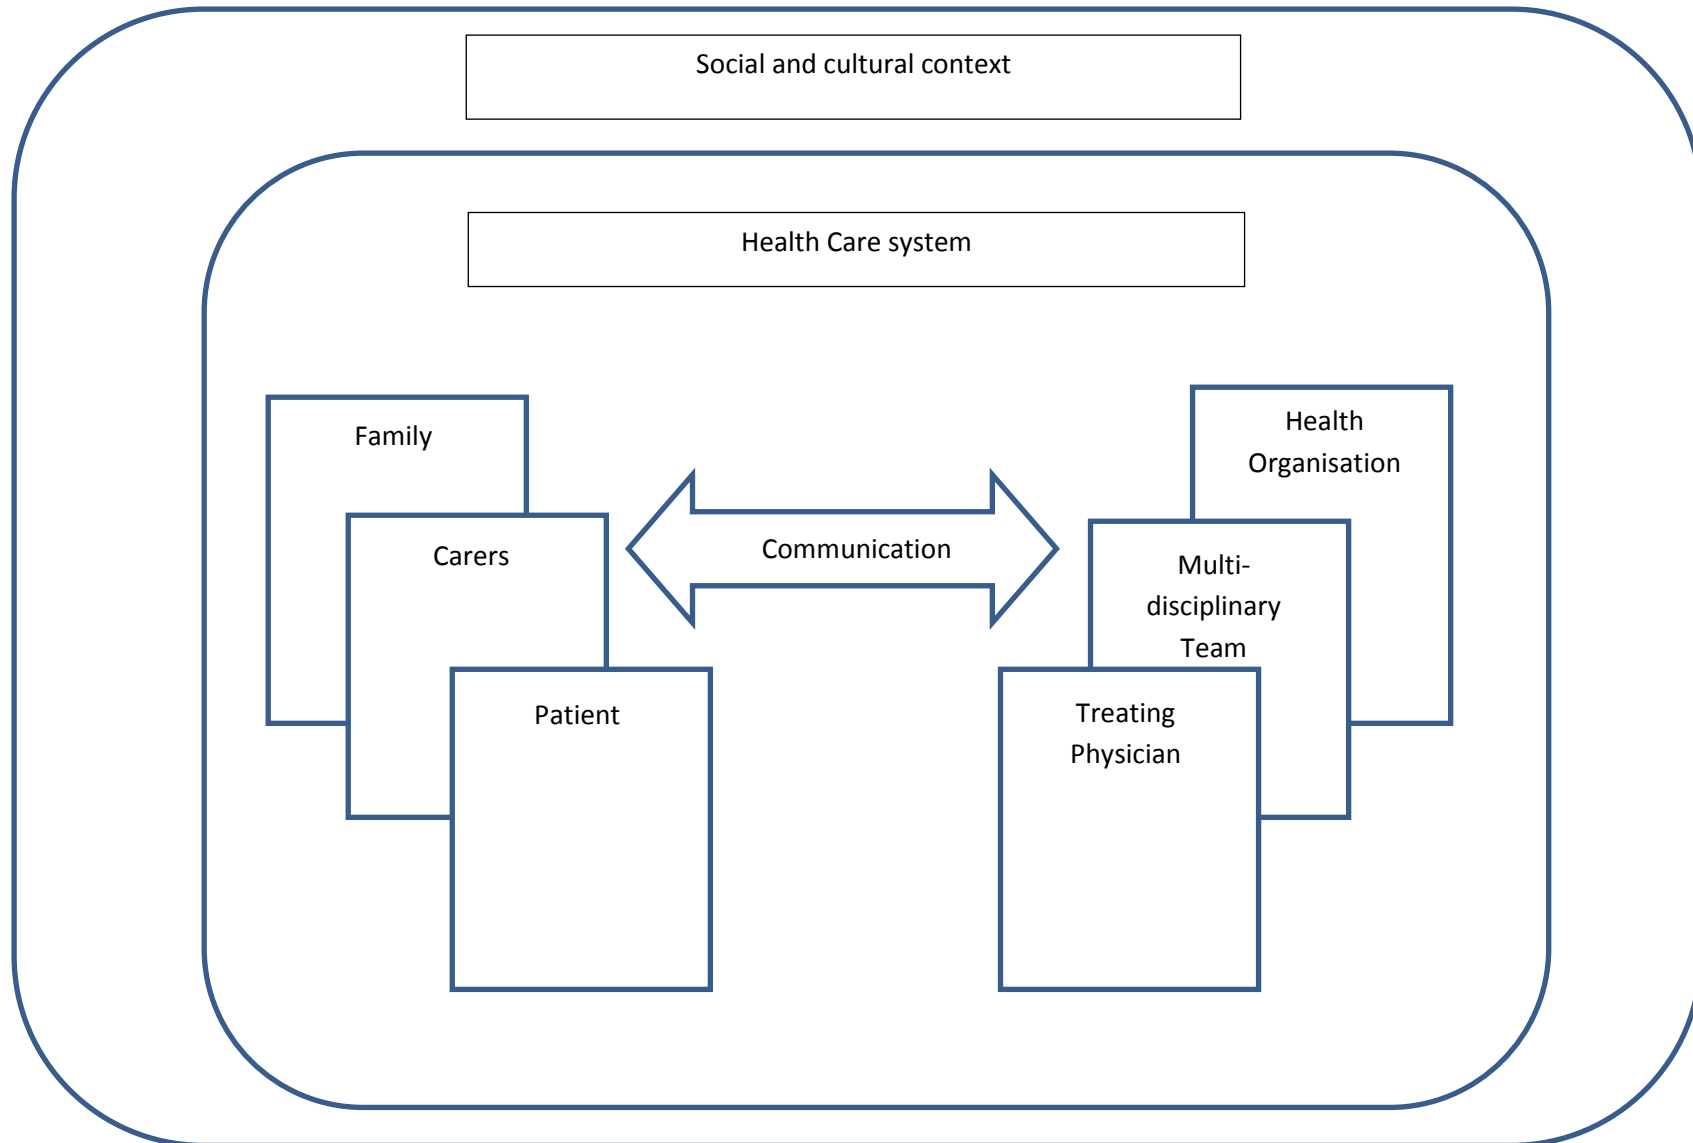 Social and cultural context
Health Care system
Family
Carers
Patient
Communication
Health
Organisation
Multi-
disciplinary
Team
Treating
Physician